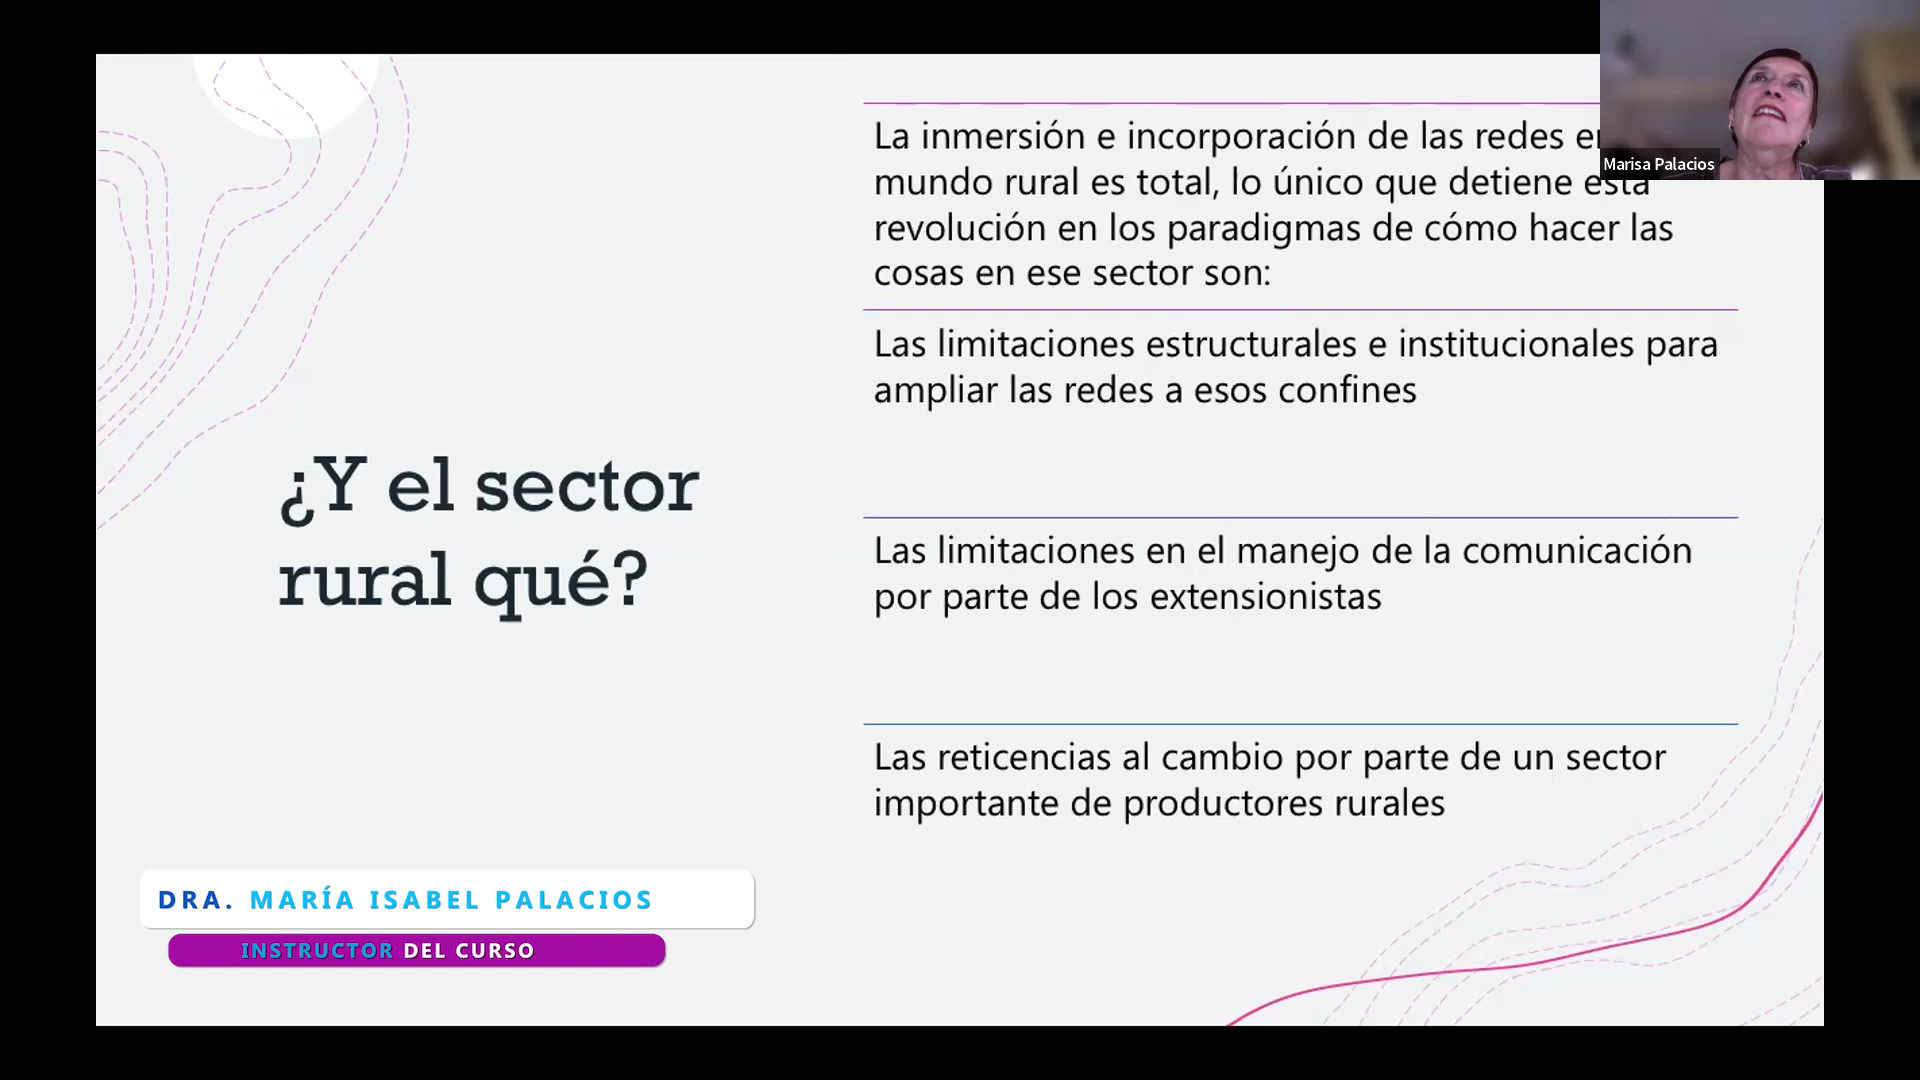 ¿Y el sector
rural qué?
La inmersión e incorporación de las redes en
mundo rural es total, lo único que detiene esta
revolución en los paradigmas de cómo hacer las
cosas en ese sector son:
Las limitaciones estructurales e institucionales para
ampliar las redes a esos confines
Las limitaciones en el manejo de la comunicación
por parte de los extensionistas
Las reticencias al cambio por parte de un sector
importante de productores rurales
DRA. MARÍA ISABEL PALACIOS
INSTRUCTOR DEL CURSO
Marisa Palacios